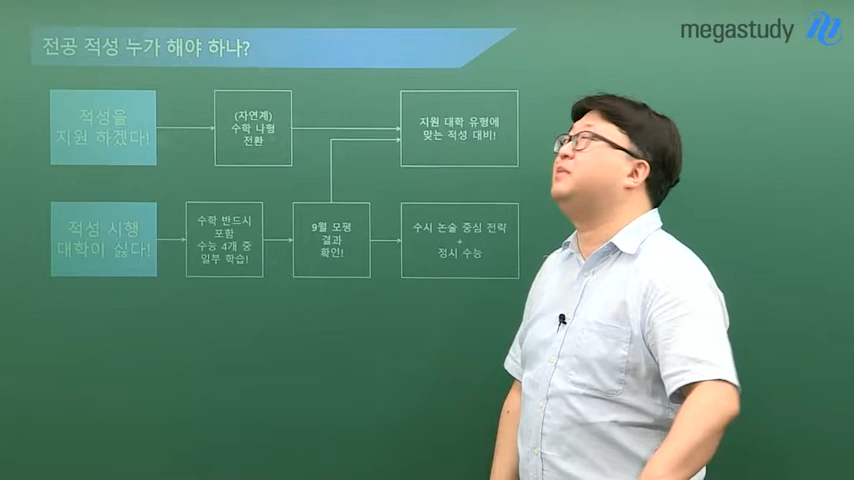 megastudy
전공 적성 누가 해야 하나?
적성을
지원 하겠다!
(자연계)
수학 나형
전환
지원 대학 유형에
맞는 적성 대비!
적성 시행
대학이 싫다!
수학 반드시
포함
수능 4개 중
일부 학습!
9월 모평
결과
확인!
수시 논술 중심 전략
+
정시 수능